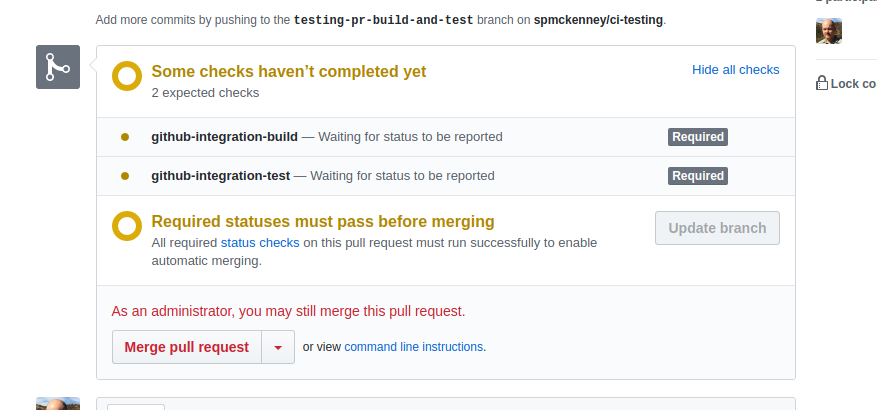 2 participa
Add more commits by pushing to the testing-pr-build-and-test branch on spmckenney/ci-testing.
Some checks haven’t completed yet
Hide all checks
2 expected checks
github-integration-build — Waiting for status to be reported
Required
github-integration-test — Waiting for status to be reported
Required
Required statuses must pass before merging
Update branch
All required status checks on this pull request must run successfully to enable
automatic merging.
As an administrator, you may still merge this pull request.
Merge pull request
or view command line instructions.
Lock co